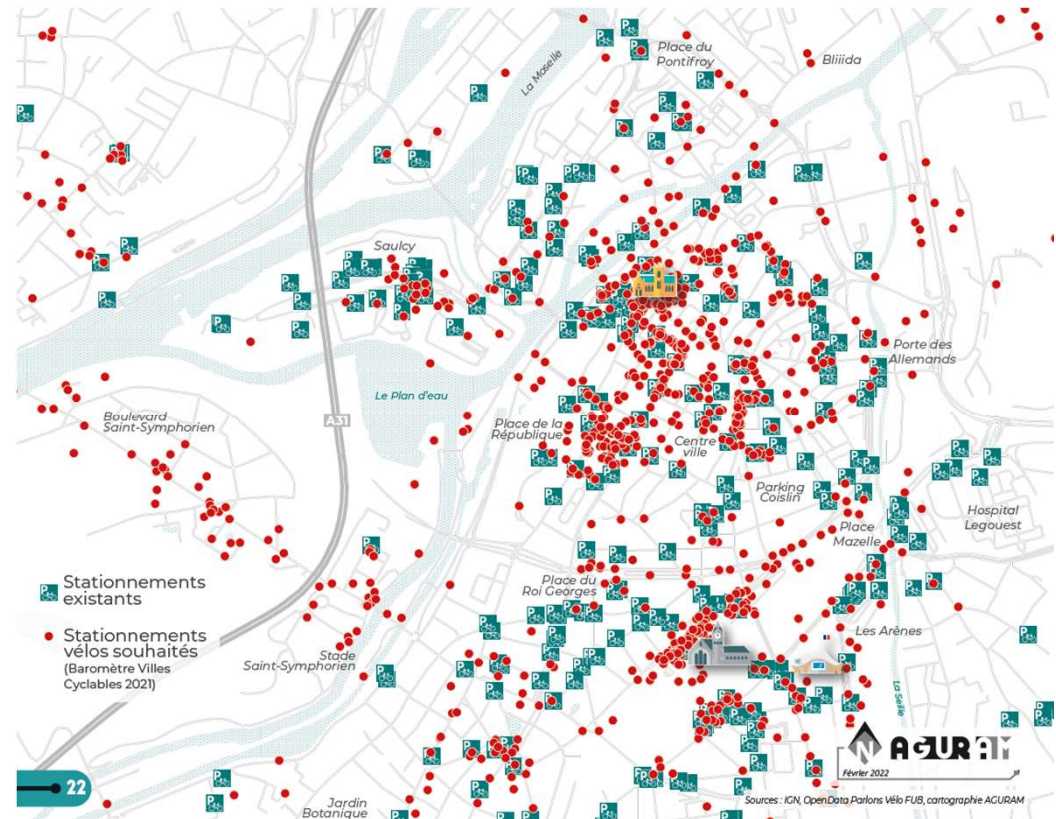 Place du
Pontifroy
Bliiida
La Moselle
Saulcy
Porte des
Allemands
Le Plan d'eau
A31
Boulevard
Saint-Symphorien
Place de la
République
Centre
ville
Parking
Coislin
Hospital
Legouest
Place
Mazelle
Place du
Roi Georges
Stationnements
existants
Stationnements
vélos souhaités
(Baromètre Villes
Cyclables 2021)
Les Arènes
Stade
Saint-Symphorien
La Seille
N AGURAM
Février 2022
22
Jardin
Botanique
Sources : IGN, OpenData Parlons Vélo FUB, cartographie AGURAM